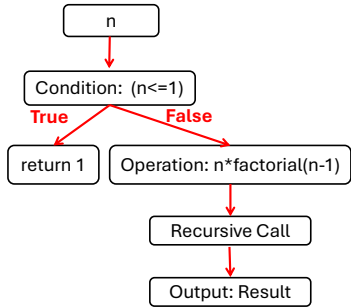 n
Condition: (n<=1)
True
False
return 1
Operation: n*factorial(n-1)
Recursive Call
Output: Result